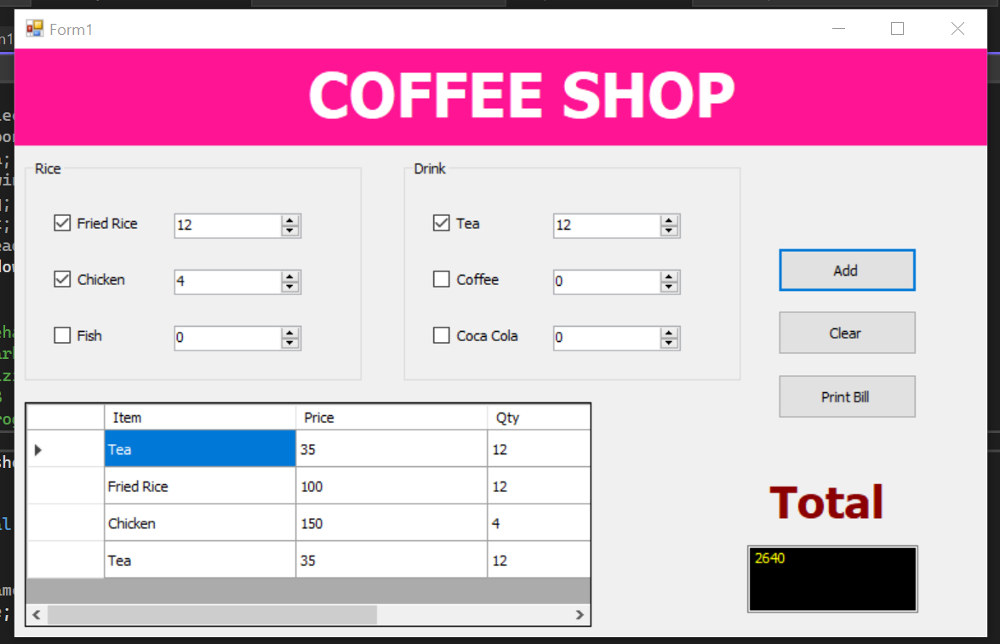 Form1
COFFEE SHOP
Rice
Drink
Fried Rice 12
Tea 12
Chicken 4
Coffee 0
Fish 0
Coca Cola 0
Add
Clear
Print Bill
Item Price Qty
Tea 35 12
Fried Rice 100 12
Chicken 150 4
Tea 35 12
Total
2640